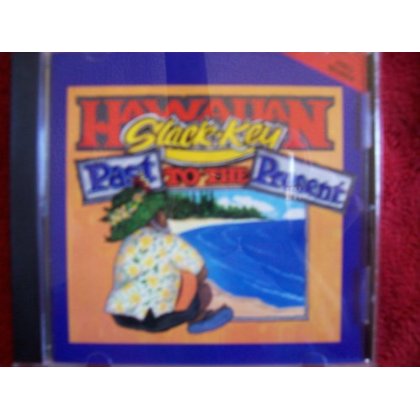 HAWAIIAN
Slack-Key
Past TO THE Present